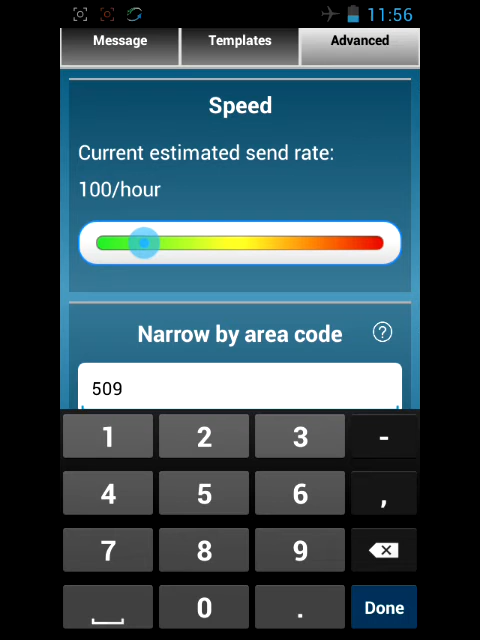 11:56
Message Templates Advanced
Speed
Current estimated send rate:
100/hour
Narrow by area code ?
509
1 2 3 -
4 5 6 ,
7 8 9
0 . Done